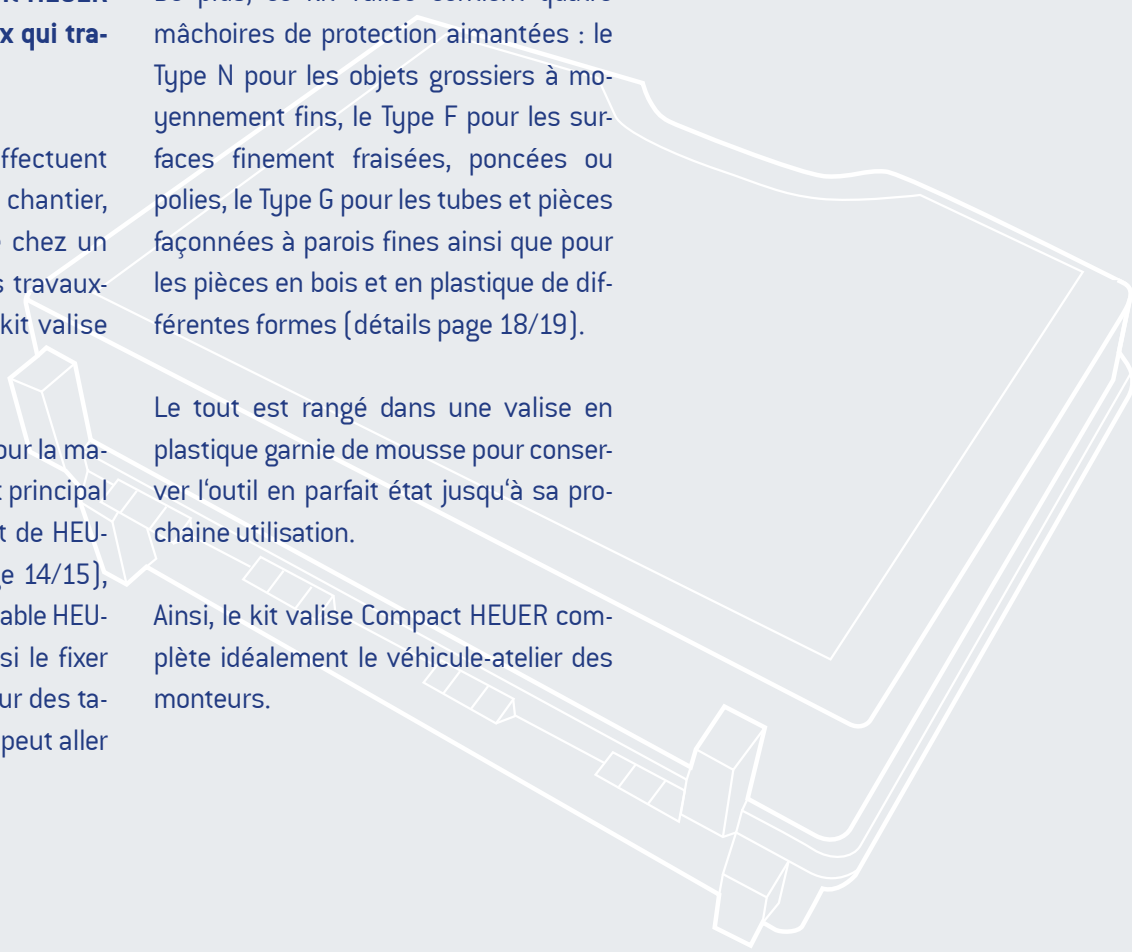 HEUER
x qui tra-
ffectuent
chantier,
chez un
s travaux-
kit valise
our la ma-
principal
t de HEU-
ge 14/15),
able HEU-
si le fixer
ur des ta-
peut aller
mâchoires de protection aimantées : le
Type N pour les objets grossiers à mo-
yennement fins, le Type F pour les sur-
faces finement fraisées, poncées ou
polies, le Type G pour les tubes et pièces
façonnées à parois fines ainsi que pour
les pièces en bois et en plastique de dif-
férentes formes (détails page 18/19).
Le tout est rangé dans une valise en
plastique garnie de mousse pour conser-
ver l‘outil en parfait état jusqu‘à sa pro-
chaine utilisation.
Ainsi, le kit valise Compact HEUER com-
plète idéalement le véhicule-atelier des
monteurs.